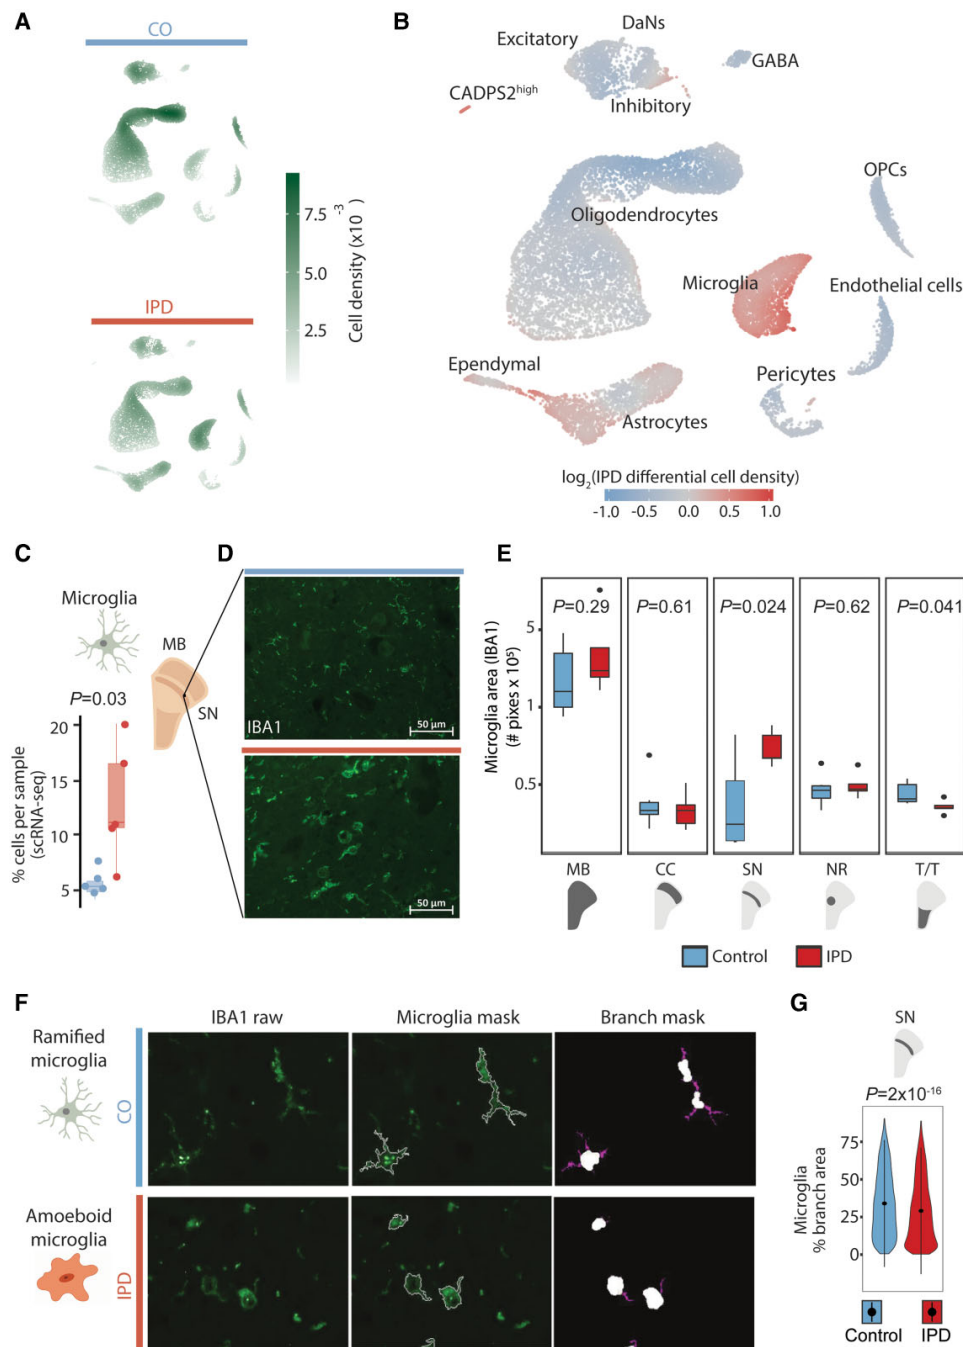 A
CO
7.5
5.0
2.5
Cell density (x10⁻³)
IPD
B
DaNs
Excitatory
GABA
CADPS2ʰⁱᵍʰ
Inhibitory
OPCs
Oligodendrocytes
Microglia
Endothelial cells
Ependymal
Pericytes
Astrocytes
log₂(IPD differential cell density)
-1.0 -0.5 0.0 0.5 1.0
C
Microglia
MB
SN
P=0.03
20
15
10
5
% cells per sample
(scRNA-seq)
D
IBA1
50 µm
50 µm
E
P=0.29 P=0.61 P=0.024 P=0.62 P=0.041
5
1
0.5
Microglia area (IBA1)
(# pixes x 10⁵)
MB CC SN NR T/T
Control IPD
F
IBA1 raw Microglia mask Branch mask
Ramified
microglia
CO
Amoeboid
microglia
IPD
G
SN
P=2x10⁻¹⁶
75
50
25
0
Microglia
% branch area
Control IPD